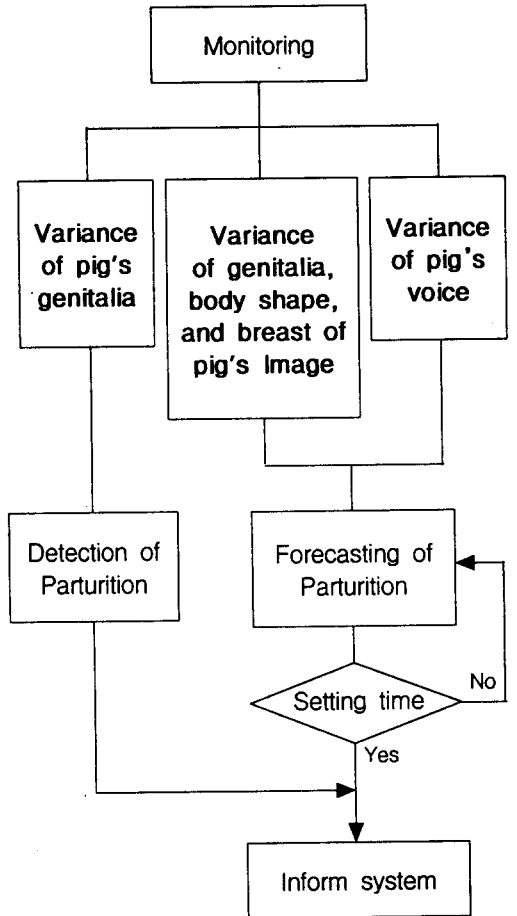 Monitoring
Variance
of pig's
genitalia
Variance
of genitalia,
body shape,
and breast of
pig's Image
Variance
of pig's
voice
Detection of
Parturition
Forecasting of
Parturition
Setting time
No
Yes
Inform system